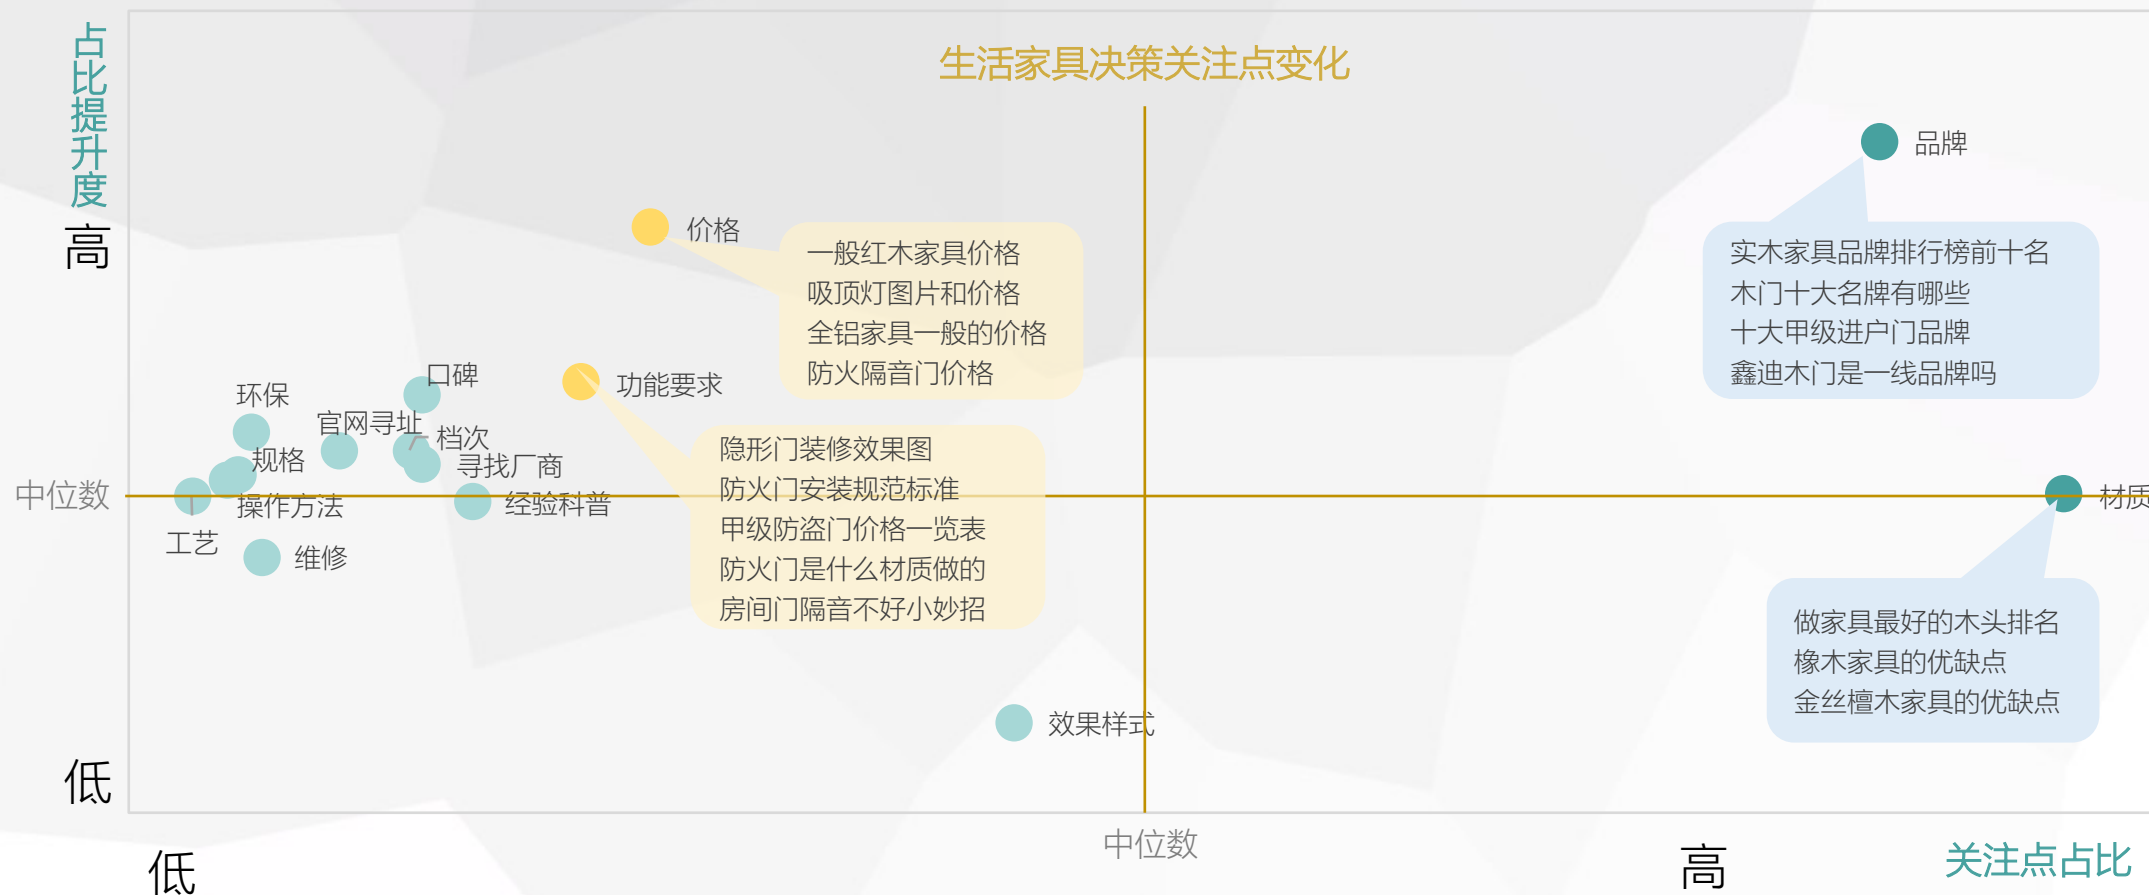 占比提升度
生活家具决策关注点变化
高
品牌
实木家具品牌排行榜前十名
木门十大名牌有哪些
十大甲级进户门品牌
鑫迪木门是一线品牌吗
价格
一般红木家具价格
吸顶灯图片和价格
全铝家具一般的价格
防火隔音门价格
口碑
功能要求
环保
官网寻址
档次
规格
寻找厂商
隐形门装修效果图
防火门安装规范标准
甲级防盗门价格一览表
防火门是什么材质做的
房间门隔音不好小妙招
中位数
操作方法
经验科普
材质
工艺
维修
做家具最好的木头排名
橡木家具的优缺点
金丝檀木家具的优缺点
效果样式
低
中位数
低
高
关注点占比